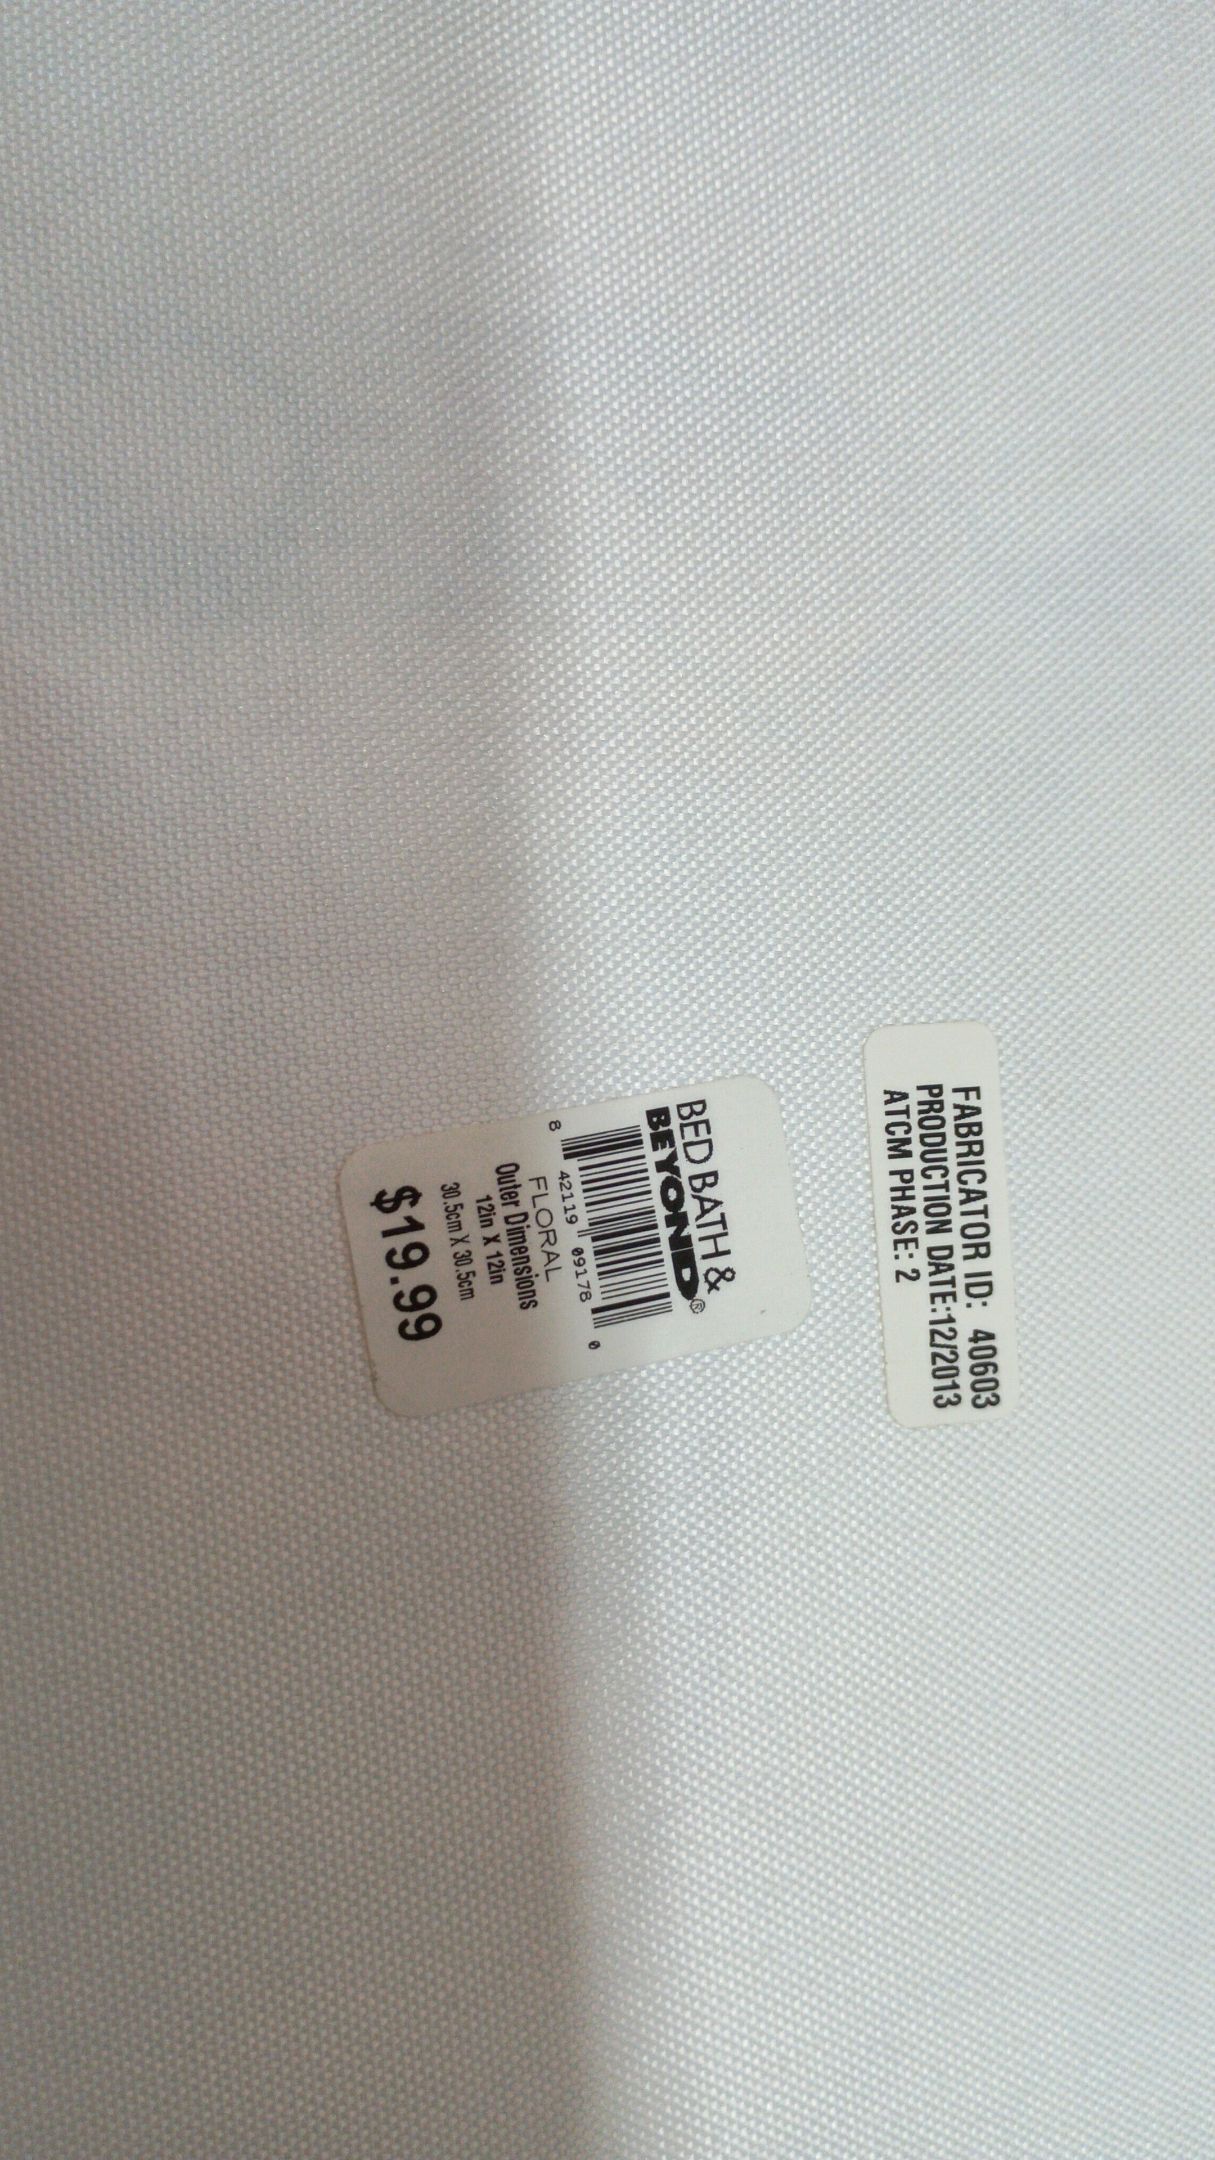 FABRICATOR ID: 40603
PRODUCTION DATE:12/2013
ATCM PHASE: 2
BED BATH &
BEYOND®
8 42119 09178 0
FLORAL
Outer Dimensions
12in X 12in
30.5cm X 30.5cm
$19.99